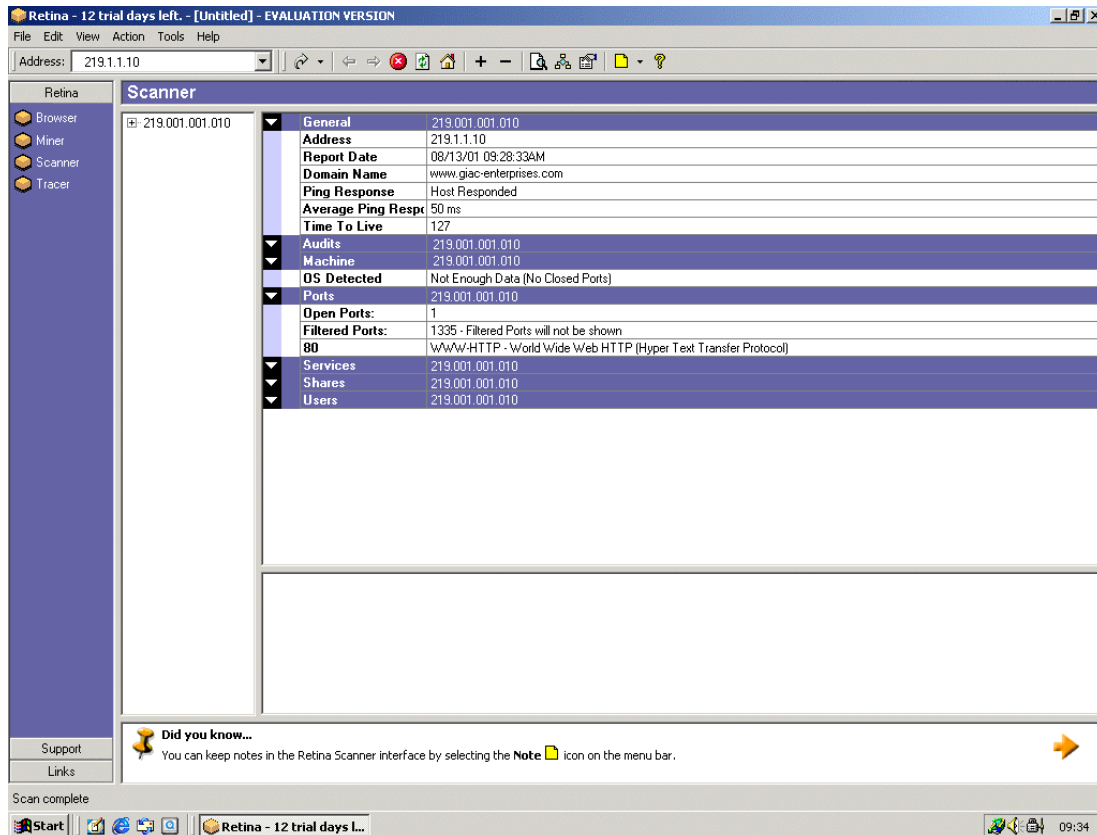 Retina - 12 trial days left. - [Untitled] - EVALUATION VERSION
File Edit View Action Tools Help
Address: 219.1.1.10
Retina
Scanner
Browser
Miner
Scanner
Tracer
219.001.001.010
General 219.001.001.010
Address 219.1.1.10
Report Date 08/13/01 09:28:33AM
Domain Name www.giac-enterprises.com
Ping Response Host Responded
Average Ping Respo 50 ms
Time To Live 127
Audits 219.001.001.010
Machine 219.001.001.010
OS Detected Not Enough Data (No Closed Ports)
Ports 219.001.001.010
Open Ports: 1
Filtered Ports: 1335 - Filtered Ports will not be shown
80 WWW-HTTP - World Wide Web HTTP (Hyper Text Transfer Protocol)
Services 219.001.001.010
Shares 219.001.001.010
Users 219.001.001.010
Did you know...
You can keep notes in the Retina Scanner interface by selecting the Note icon on the menu bar.
Support
Links
Scan complete
Start
Retina - 12 trial days l...
09:34